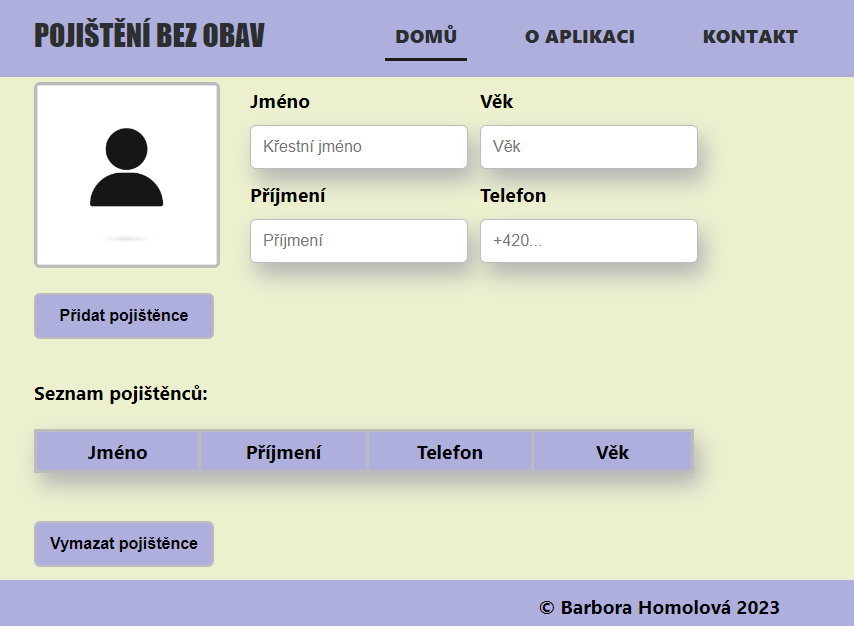 POJIŠTĚNÍ BEZ OBAV
DOMŮ
O APLIKACI
KONTAKT
Jméno
Věk
Křestní jméno
Věk
Příjmení
Telefon
Příjmení
+420...
Přidat pojištěnce
Seznam pojištěnců:
Jméno
Příjmení
Telefon
Věk
Vymazat pojištěnce
© Barbora Homolová 2023